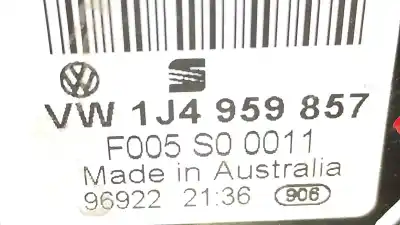 VW 1J4 959 857
F005 S0 0011
Made in Australia
96922 21:36 906